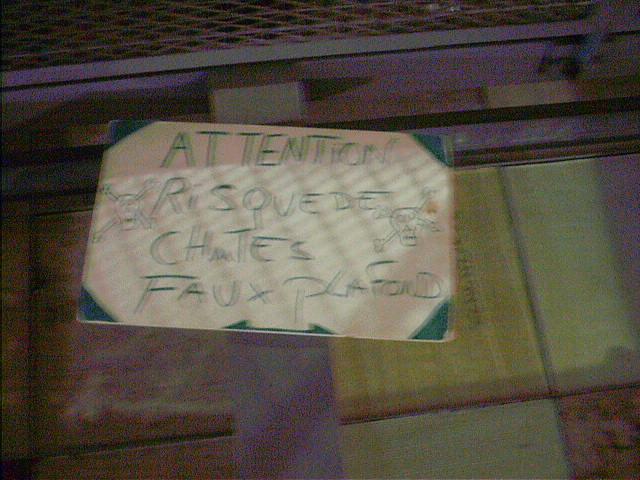 ATTENTION
RiSQUE DE
CHuTES
FAUX PLAFOND